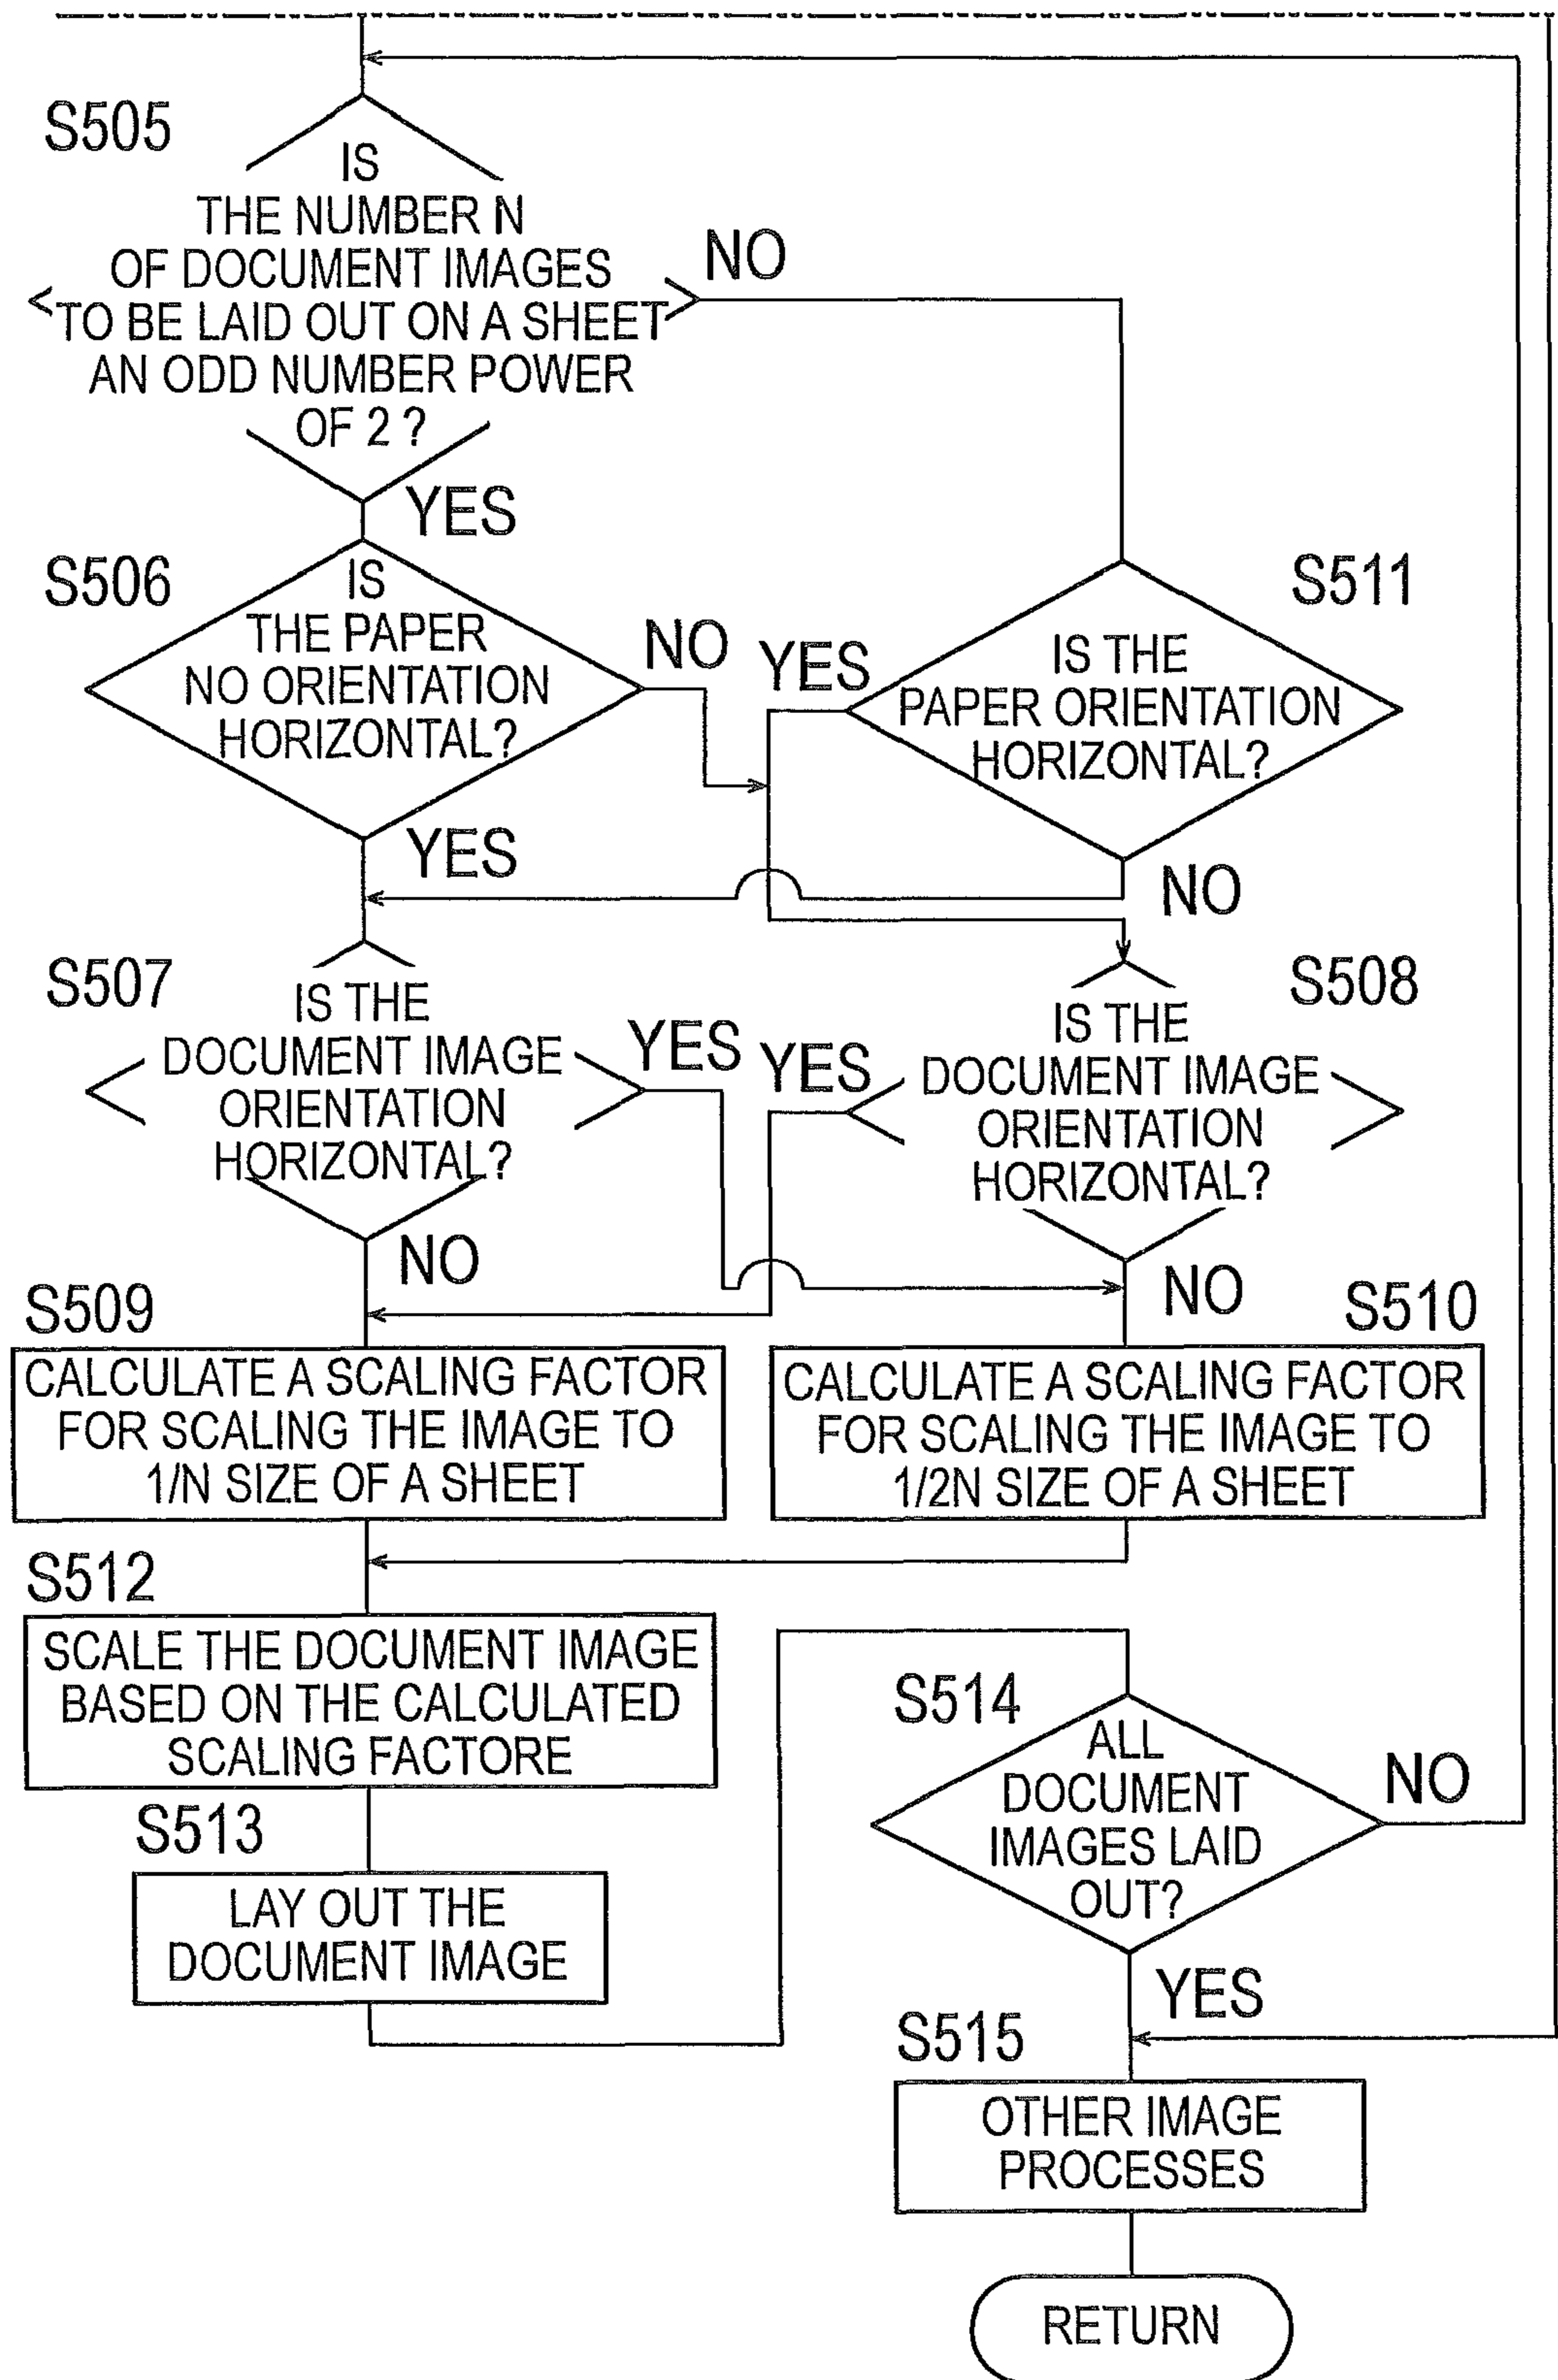 S505
IS
THE NUMBER N
OF DOCUMENT IMAGES
TO BE LAID OUT ON A SHEET
AN ODD NUMBER POWER
OF 2 ?
NO
YES
S506
IS
THE PAPER
NO ORIENTATION
HORIZONTAL?
NO
YES
S511
IS THE
PAPER ORIENTATION
HORIZONTAL?
YES
NO
S507
IS THE
DOCUMENT IMAGE
ORIENTATION
HORIZONTAL?
YES
NO
S508
IS THE
DOCUMENT IMAGE
ORIENTATION
HORIZONTAL?
YES
NO
S509
CALCULATE A SCALING FACTOR
FOR SCALING THE IMAGE TO
1/N SIZE OF A SHEET
S510
CALCULATE A SCALING FACTOR
FOR SCALING THE IMAGE TO
1/2N SIZE OF A SHEET
S512
SCALE THE DOCUMENT IMAGE
BASED ON THE CALCULATED
SCALING FACTORE
S513
LAY OUT THE
DOCUMENT IMAGE
S514
ALL
DOCUMENT
IMAGES LAID
OUT?
NO
YES
S515
OTHER IMAGE
PROCESSES
RETURN